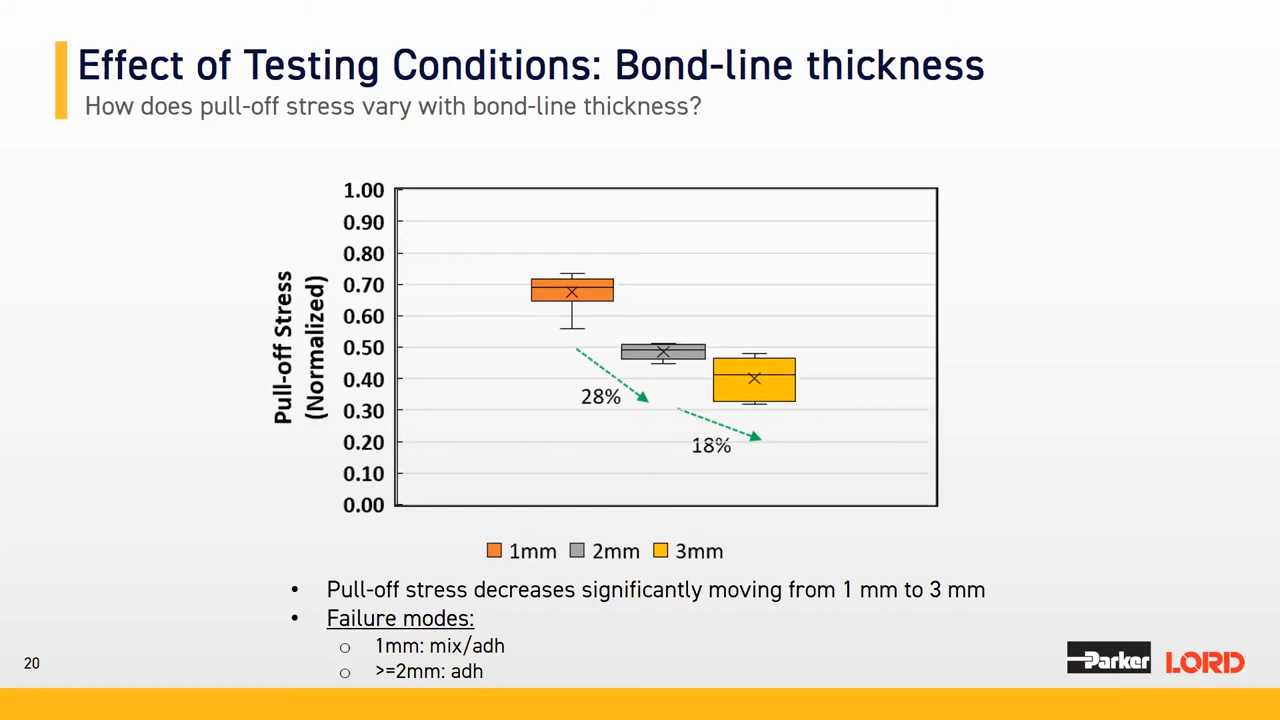 Effect of Testing Conditions: Bond-line thickness
How does pull-off stress vary with bond-line thickness?
1.00
0.90
0.80
0.70
0.60
0.50
0.40
0.30
0.20
0.10
0.00
Pull-off Stress
(Normalized)
28%
18%
1mm 2mm 3mm
• Pull-off stress decreases significantly moving from 1 mm to 3 mm
• Failure modes:
o 1mm: mix/adh
o >=2mm: adh
20
Parker LORD